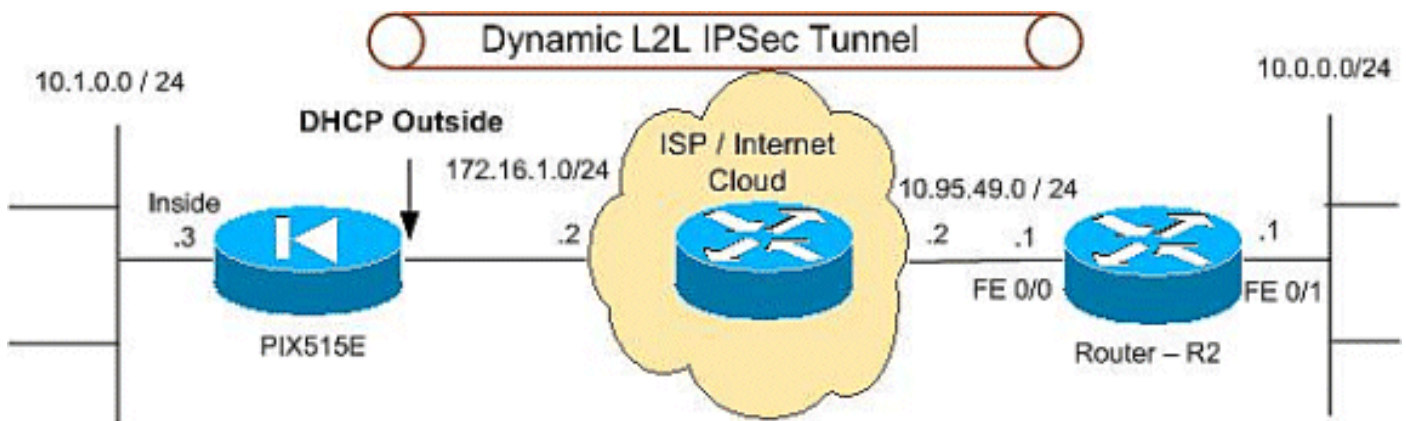 Dynamic L2L IPSec Tunnel
10.1.0.0 / 24
10.0.0.0/24
DHCP Outside
172.16.1.0/24
ISP / Internet
Cloud
10.95.49.0 / 24
Inside
.3
.2
.2
.1
.1
FE 0/0
FE 0/1
PIX515E
Router – R2